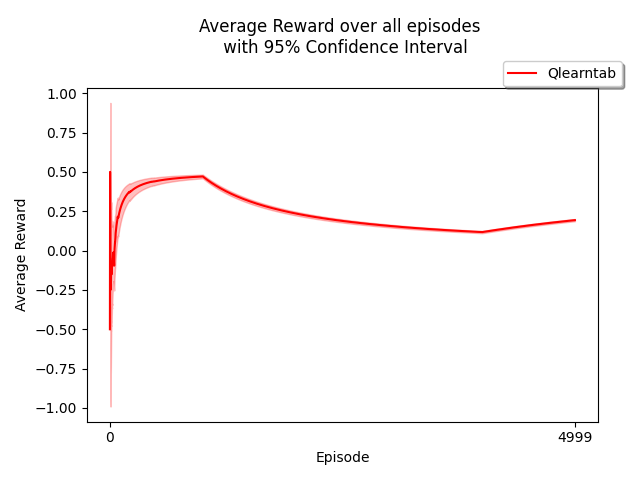 Average Reward over all episodes
with 95% Confidence Interval
Qlearntab
1.00
0.75
0.50
0.25
0.00
−0.25
−0.50
−0.75
−1.00
Average Reward
0
4999
Episode